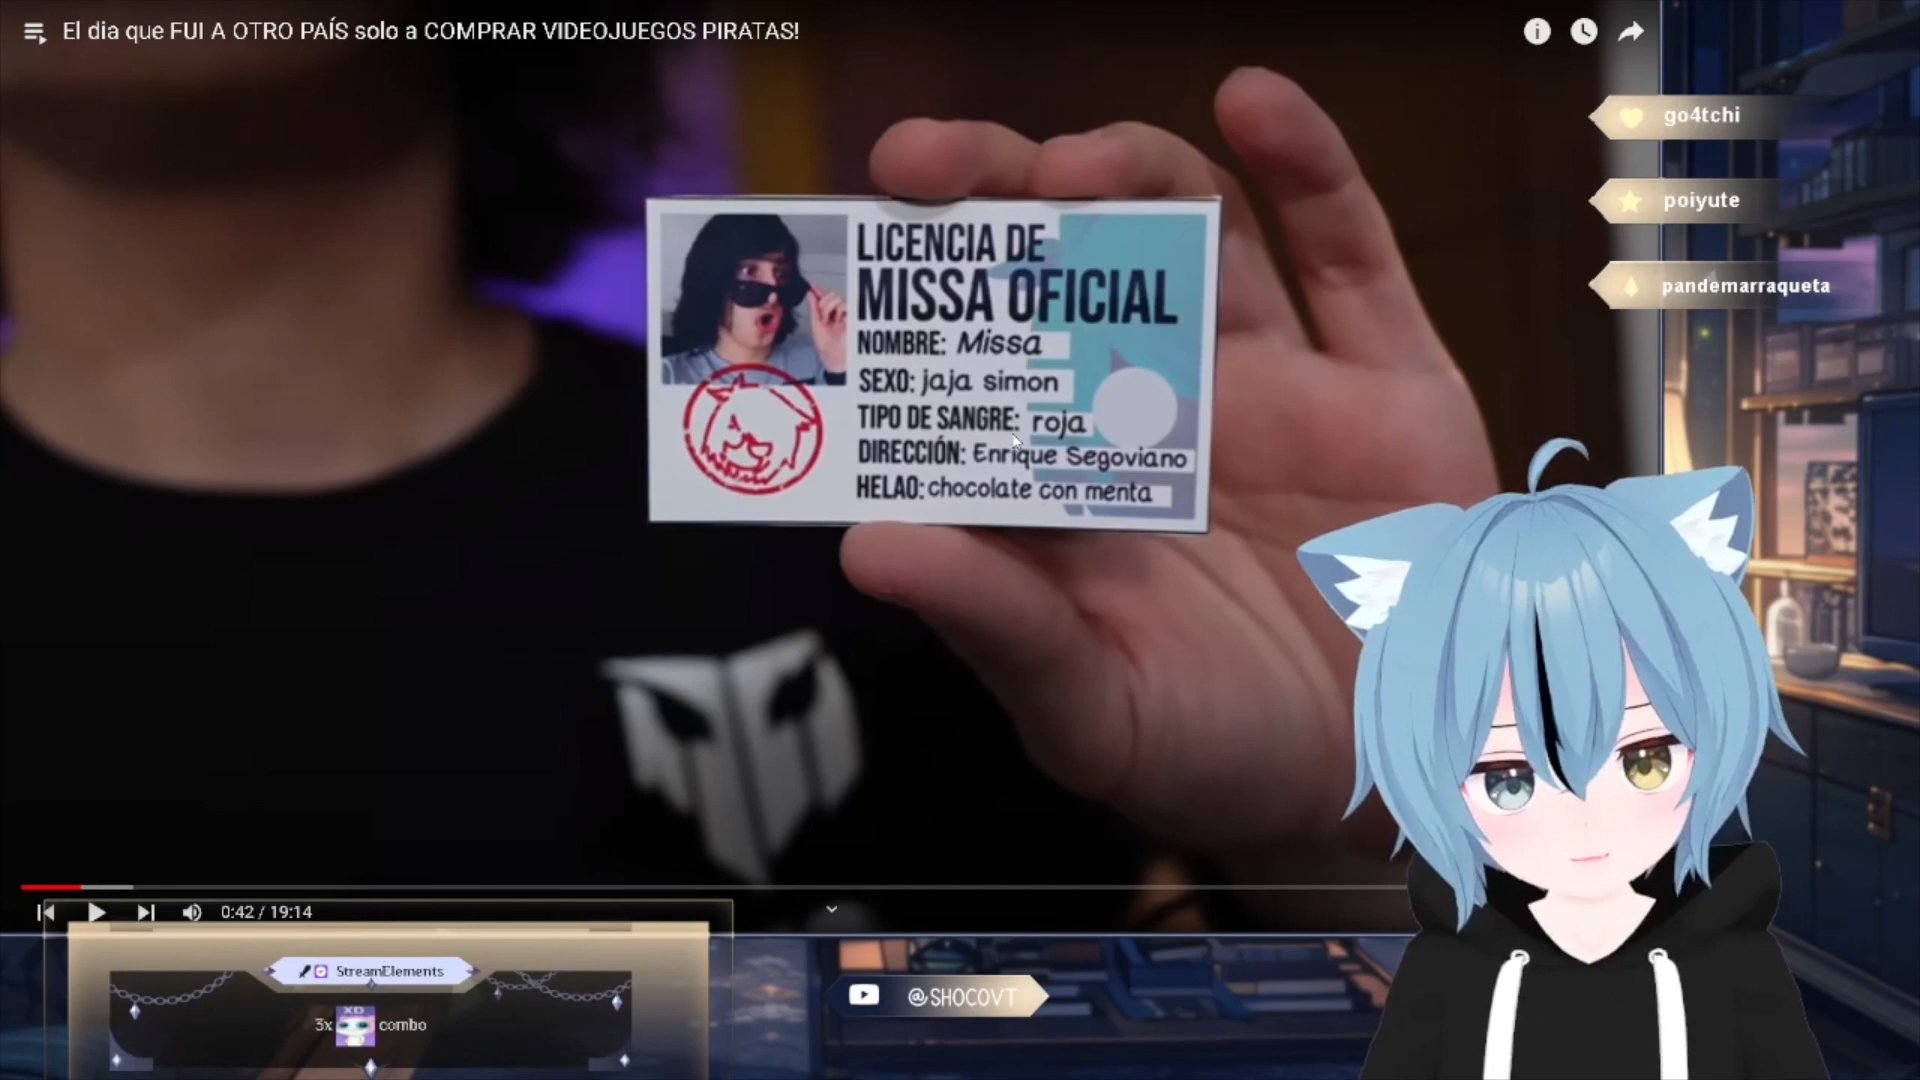 El dia que FUI A OTRO PAÍS solo a COMPRAR VIDEOJUEGOS PIRATAS!
go4tchi
poiyute
pandemarraqueta
LICENCIA DE
MISSA OFICIAL
NOMBRE: Missa
SEXO: jaja simon
TIPO DE SANGRE: roja
DIRECCIÓN: Enrique Segoviano
HELAO: chocolate con menta
0:42 / 19:14
StreamElements
XD
3x combo
@SHOCOVT